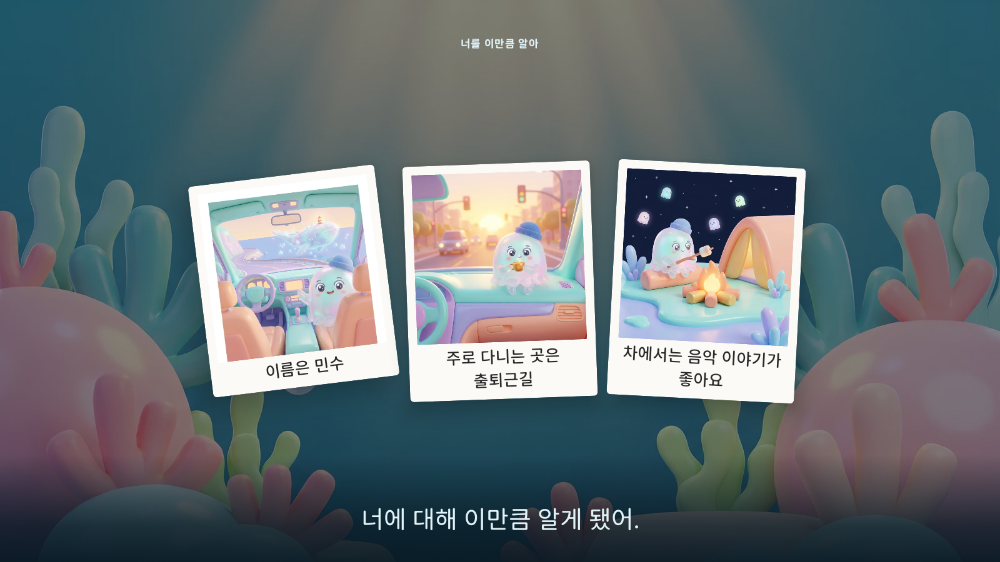 너를 이만큼 알아
이름은 민수
주로 다니는 곳은
출퇴근길
차에서는 음악 이야기가
좋아요
너에 대해 이만큼 알게 됐어.